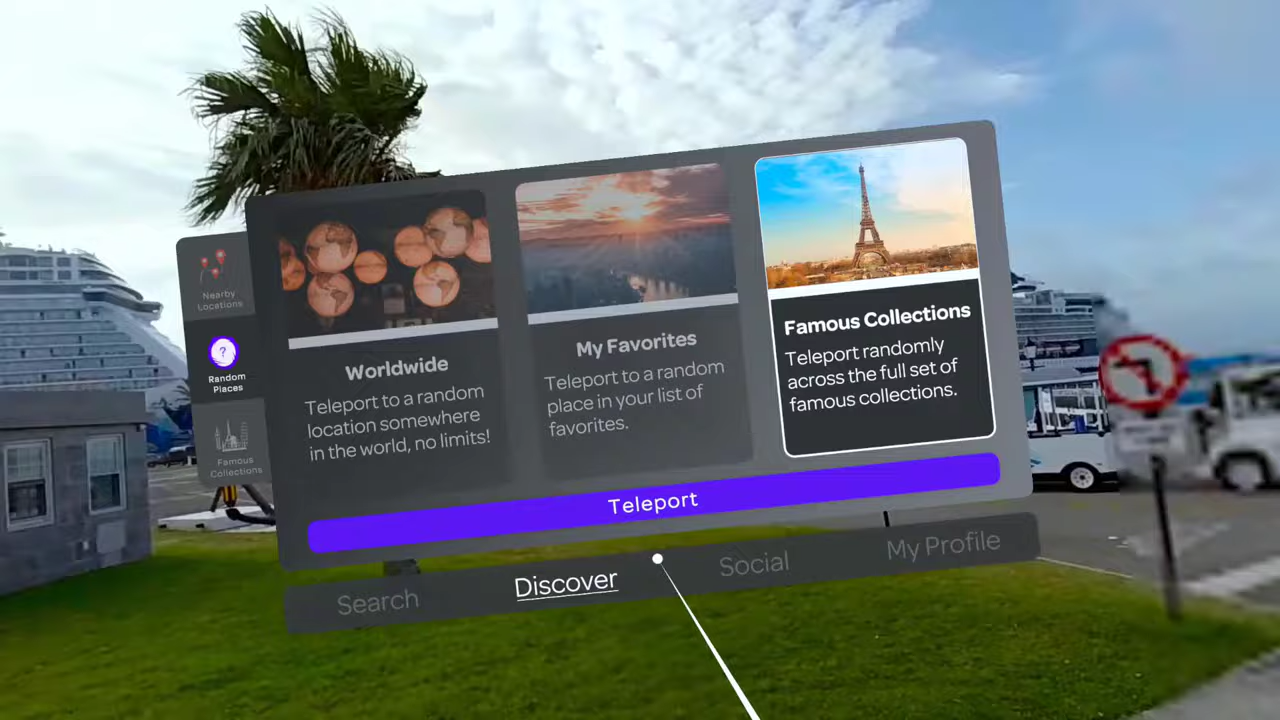 Nearby
Locations
?
Random
Places
Famous
Collections
Worldwide
Teleport to a random
location somewhere
in the world, no limits!
My Favorites
Teleport to a random
place in your list of
favorites.
Famous Collections
Teleport randomly
across the full set of
famous collections.
Teleport
Search
Discover
Social
My Profile